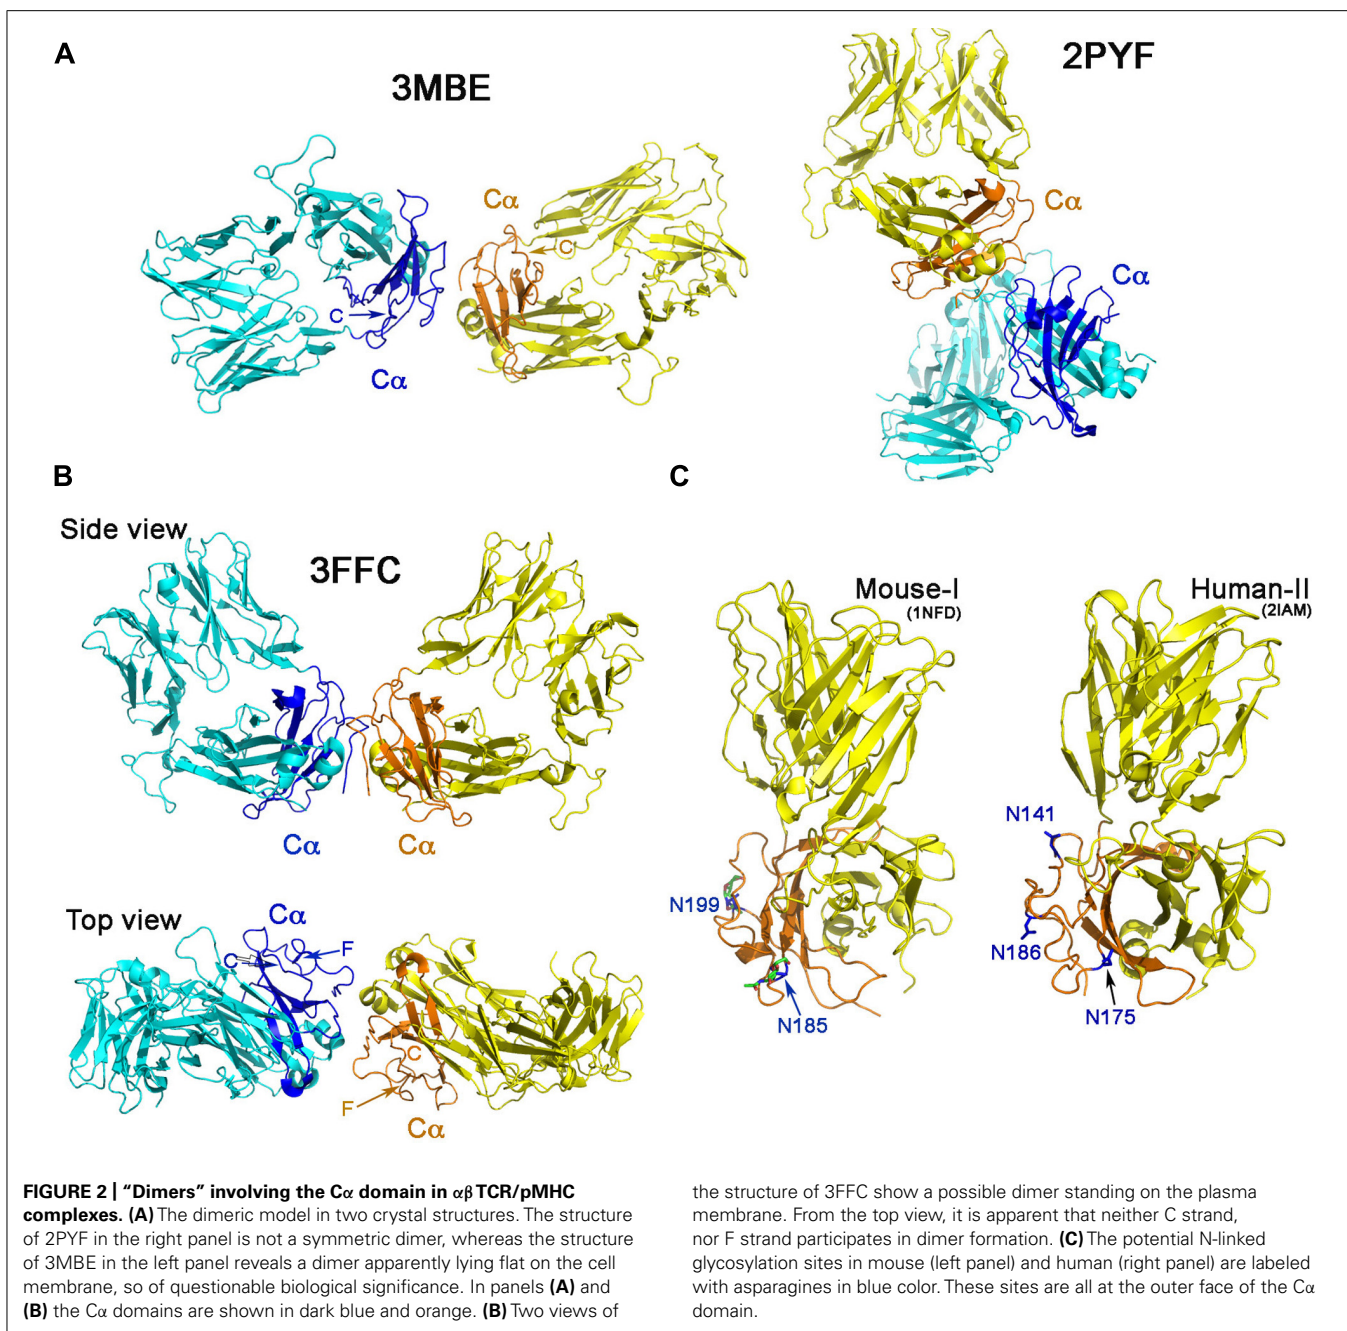 A
3MBE
2PYF
Cα
C
C
Cα
Cα
Cα
B
Side view
3FFC
Cα
Cα
Top view
Cα
C
F
C
F
Cα
C
Mouse-I
(1NFD)
Human-II
(2IAM)
N199
N185
N141
N186
N175
FIGURE 2 | “Dimers” involving the Cα domain in αβ TCR/pMHC
complexes. (A) The dimeric model in two crystal structures. The structure
of 2PYF in the right panel is not a symmetric dimer, whereas the structure
of 3MBE in the left panel reveals a dimer apparently lying flat on the cell
membrane, so of questionable biological significance. In panels (A) and
(B) the Cα domains are shown in dark blue and orange. (B) Two views of
the structure of 3FFC show a possible dimer standing on the plasma
membrane. From the top view, it is apparent that neither C strand,
nor F strand participates in dimer formation. (C) The potential N-linked
glycosylation sites in mouse (left panel) and human (right panel) are labeled
with asparagines in blue color. These sites are all at the outer face of the Cα
domain.